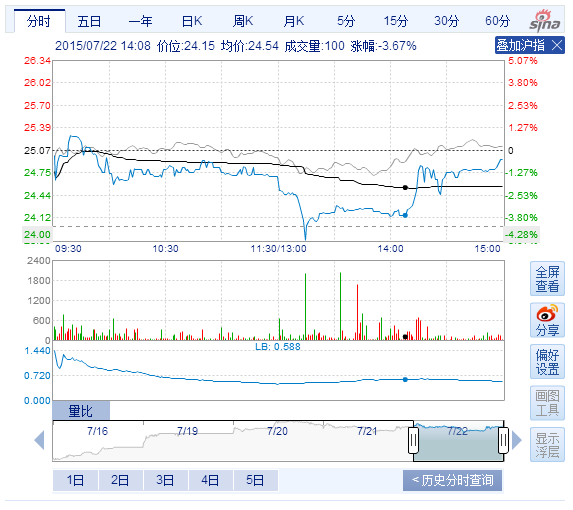 分时 五日 一年 日K 周K 月K 5分 15分 30分 60分 sina
2015/07/22 14:08 价位:24.15 均价:24.54 成交量:100 涨幅:-3.67% 叠加沪指
26.34 5.07%
26.02 3.80%
25.70 2.53%
25.39 1.27%
25.07 0
24.75 -1.27%
24.44 -2.53%
24.12 -3.80%
24.00 -4.28%
09:30 10:30 11:30/13:00 14:00 15:00
2400
1800
1200
600
0
LB: 0.588
1.440
0.720
0.000
量比
7/16 7/19 7/20 7/21 7/22
1日 2日 3日 4日 5日 <历史分时查询
全屏
查看
分享
偏好
设置
画图
工具
显示
浮层